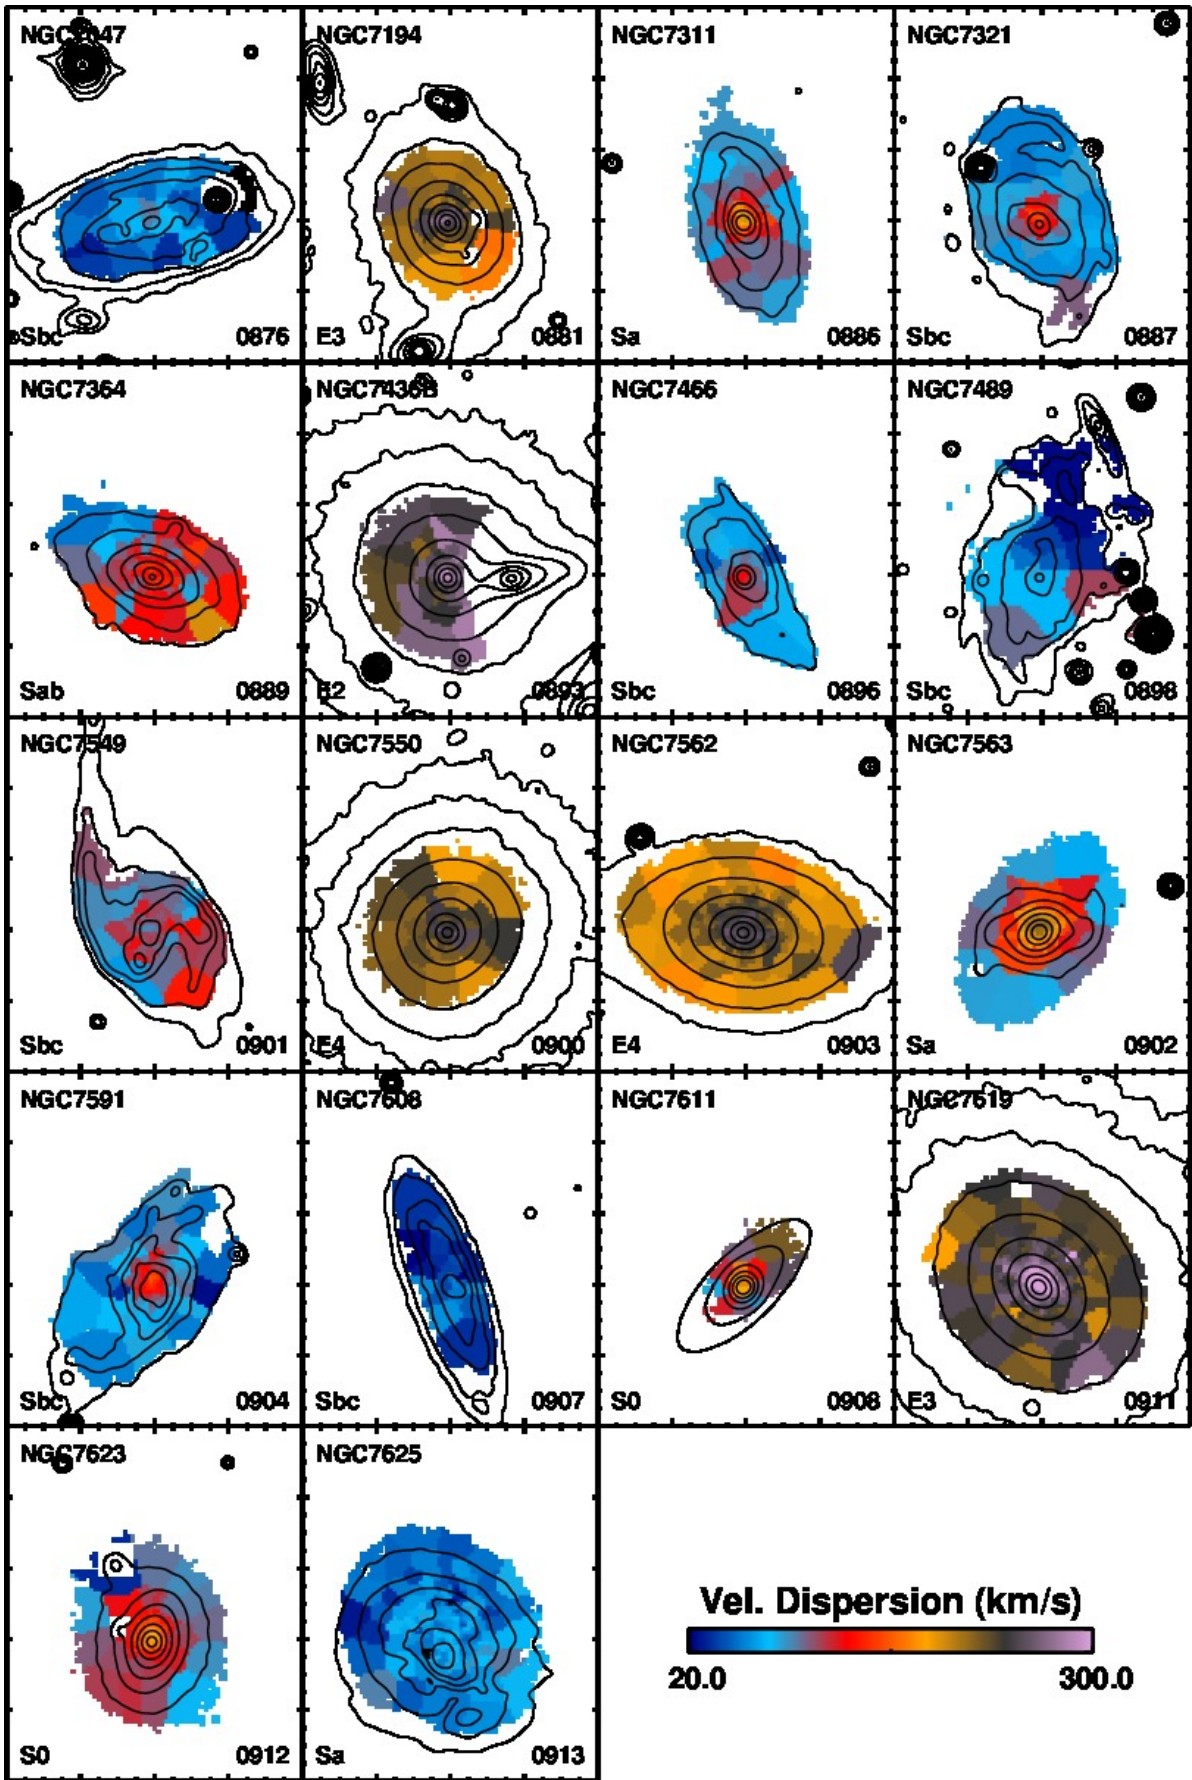 NGC7047 NGC7194 NGC7311 NGC7321
Sbc 0876 E3 0881 Sa 0886 Sbc 0887
NGC7364 NGC7436B NGC7466 NGC7489
Sab 0889 E2 0893 Sbc 0896 Sbc 0898
NGC7549 NGC7550 NGC7562 NGC7563
Sbc 0901 E4 0900 E4 0903 Sa 0902
NGC7591 NGC7608 NGC7611 NGC7619
Sbc 0904 Sbc 0907 S0 0908 E3 0911
NGC7623 NGC7625
Vel. Dispersion (km/s)
20.0 300.0
S0 0912 Sa 0913